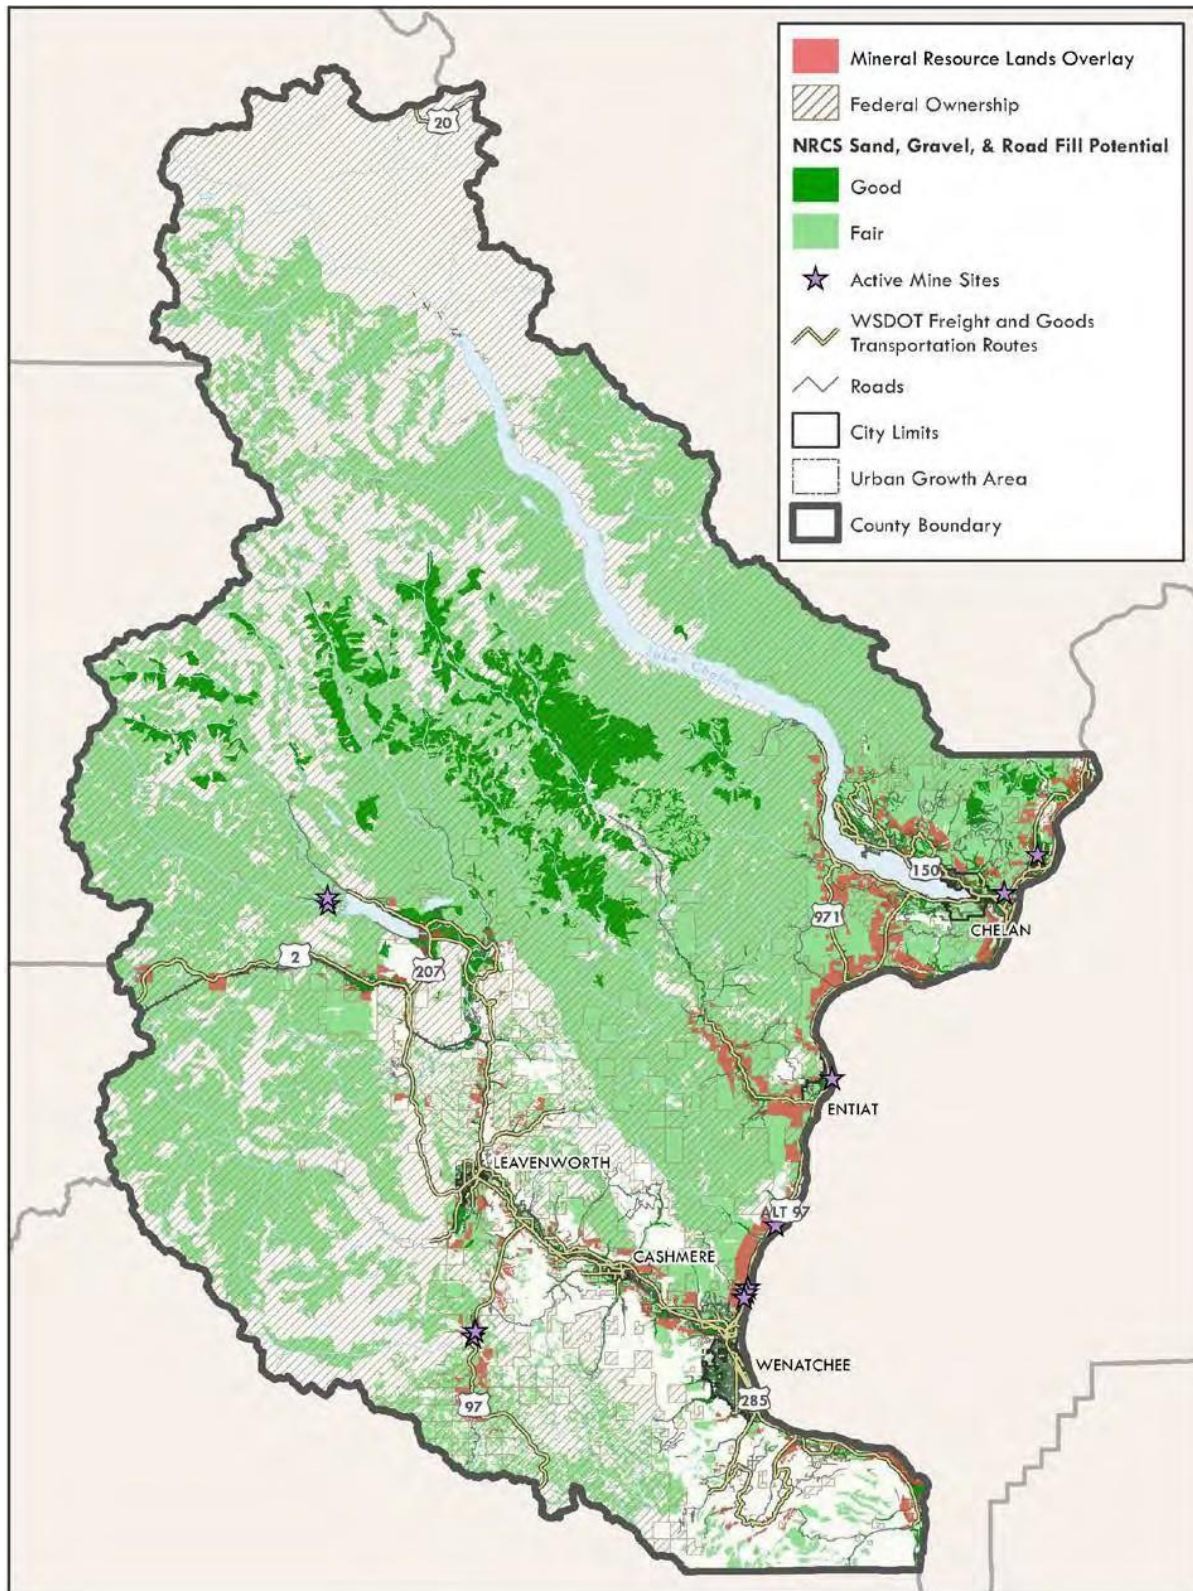 Mineral Resource Lands Overlay
Federal Ownership
NRCS Sand, Gravel, & Road Fill Potential
Good
Fair
Active Mine Sites
WSDOT Freight and Goods
Transportation Routes
Roads
City Limits
Urban Growth Area
County Boundary
20
Lake Chelan
150
971
CHELAN
2
207
ENTIAT
LEAVENWORTH
ALT 97
CASHMERE
WENATCHEE
97
285